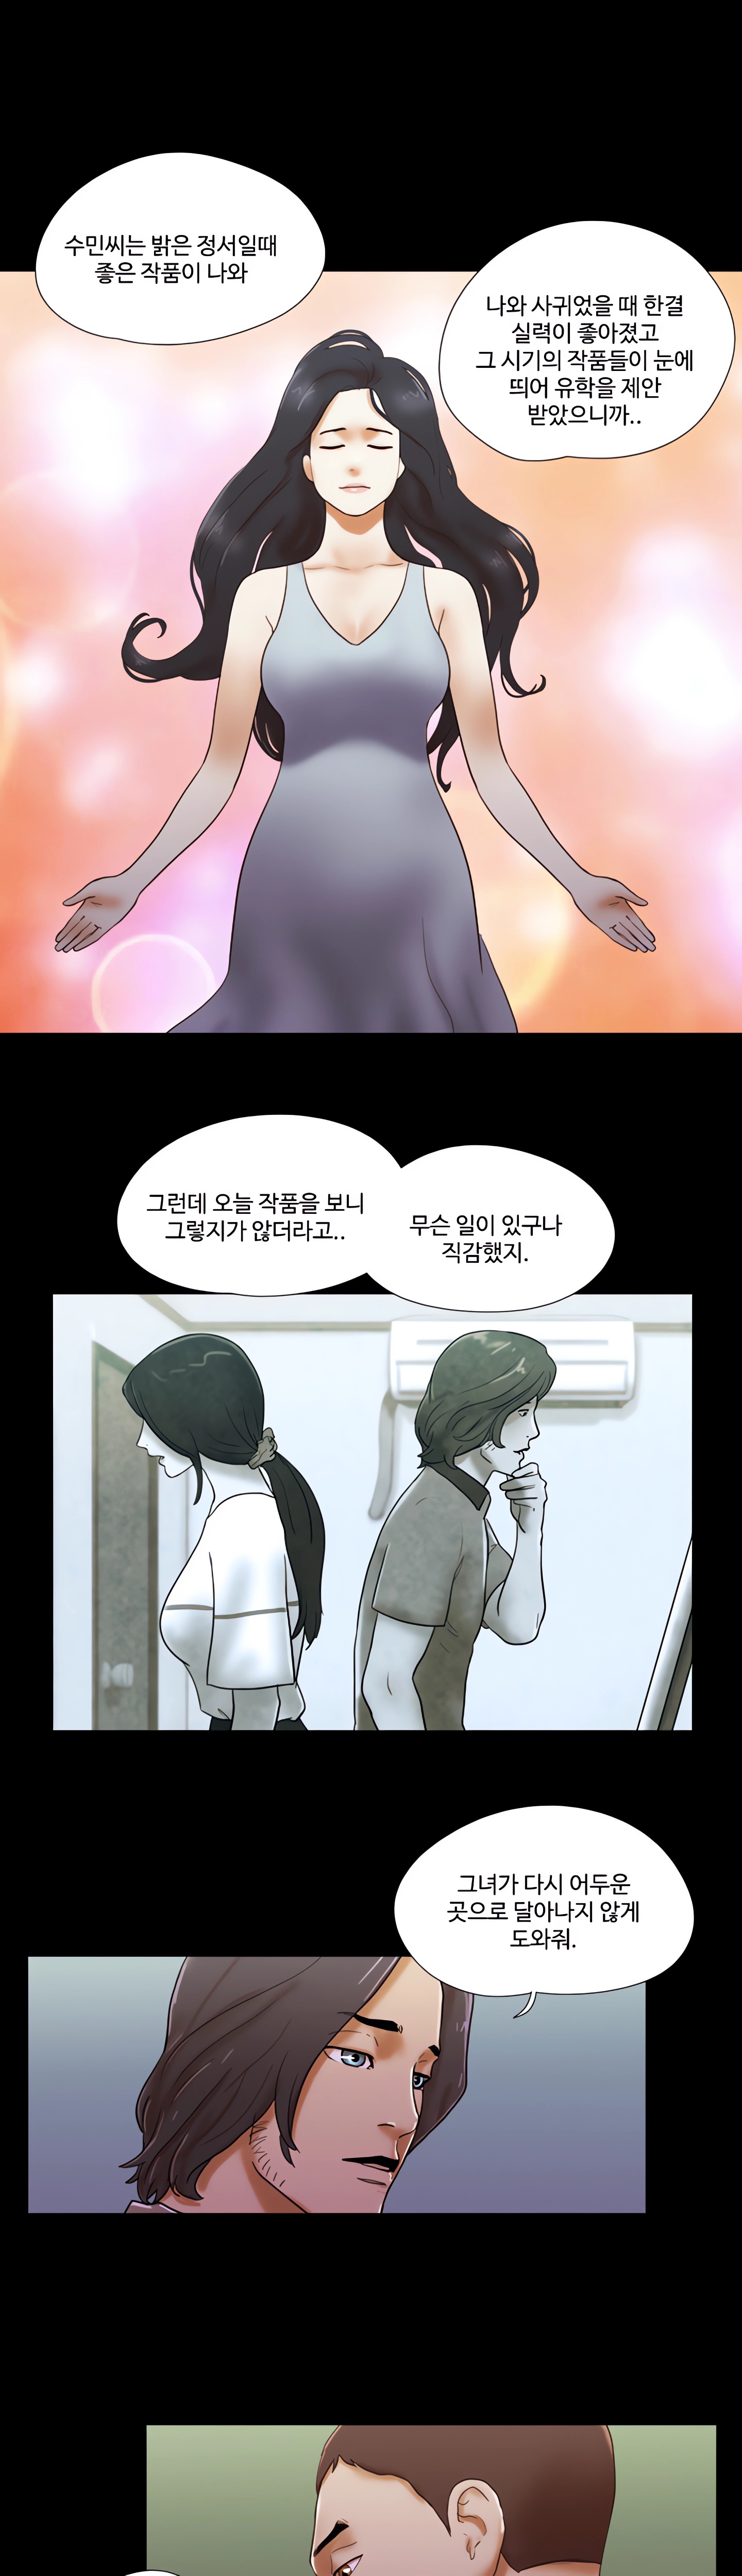 수민씨는 밝은 정서일때
좋은 작품이 나와
나와 사귀었을 때 한결
실력이 좋아졌고
그 시기의 작품들이 눈에
띄어 유학을 제안
받았으니까..
그런데 오늘 작품을 보니
그렇지가 않더라고..
무슨 일이 있구나
직감했지.
그녀가 다시 어두운
곳으로 달아나지 않게
도와줘.